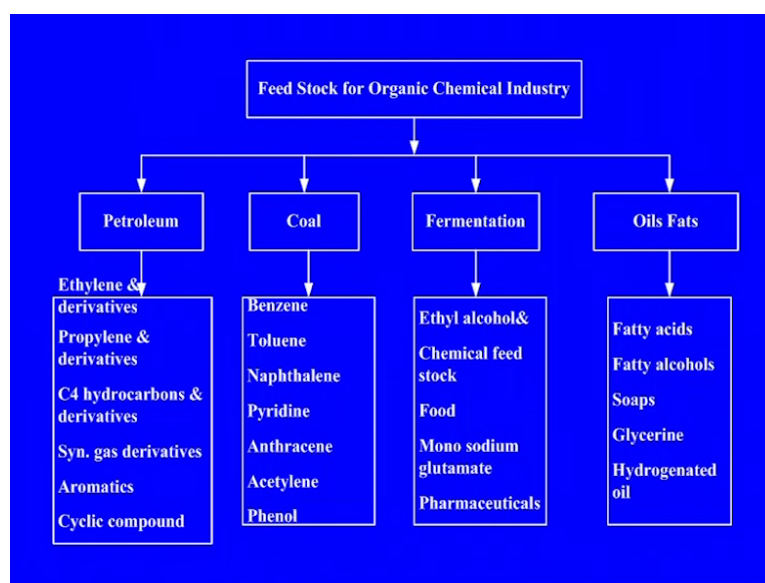 Feed Stock for Organic Chemical Industry
Petroleum
Coal
Fermentation
Oils Fats
Ethylene &
derivatives
Propylene &
derivatives
C4 hydrocarbons &
derivatives
Syn. gas derivatives
Aromatics
Cyclic compound
Benzene
Toluene
Naphthalene
Pyridine
Anthracene
Acetylene
Phenol
Ethyl alcohol&
Chemical feed
stock
Food
Mono sodium
glutamate
Pharmaceuticals
Fatty acids
Fatty alcohols
Soaps
Glycerine
Hydrogenated
oil